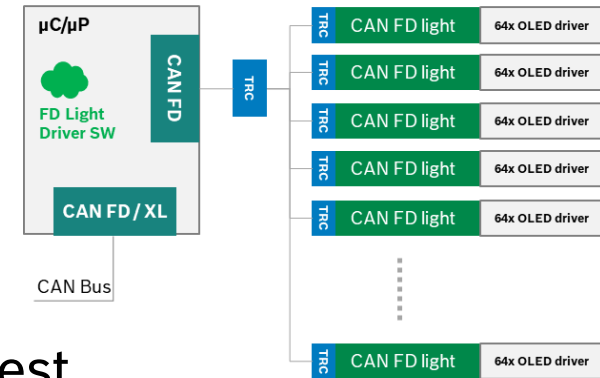 µC/µP
FD Light
Driver SW
CAN FD
CAN FD / XL
CAN Bus
TRC
TRC CAN FD light 64x OLED driver
TRC CAN FD light 64x OLED driver
TRC CAN FD light 64x OLED driver
TRC CAN FD light 64x OLED driver
TRC CAN FD light 64x OLED driver
TRC CAN FD light 64x OLED driver
est